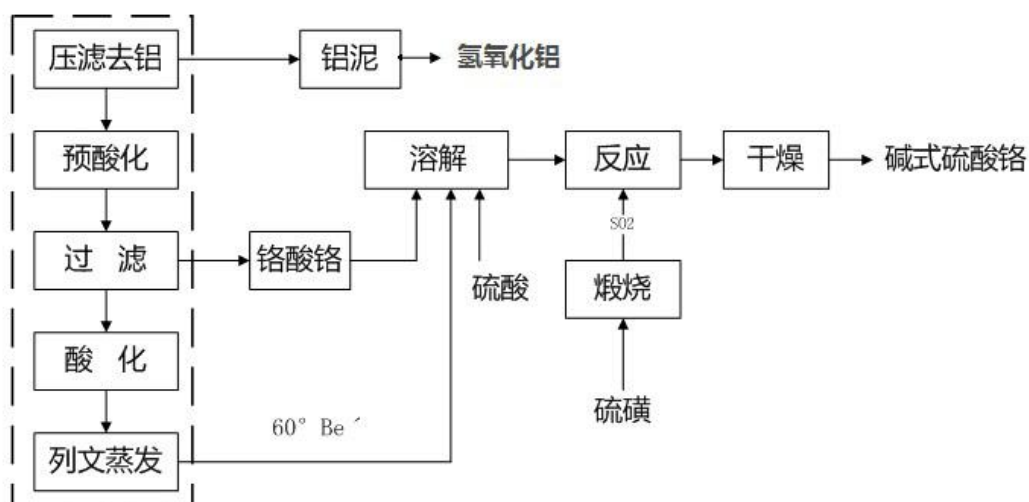 压滤去铝
铝泥
氢氧化铝
预酸化
溶解
反应
干燥
碱式硫酸铬
SO2
过 滤
铬酸铬
硫酸
煅烧
酸 化
硫磺
60° Be ´
列文蒸发